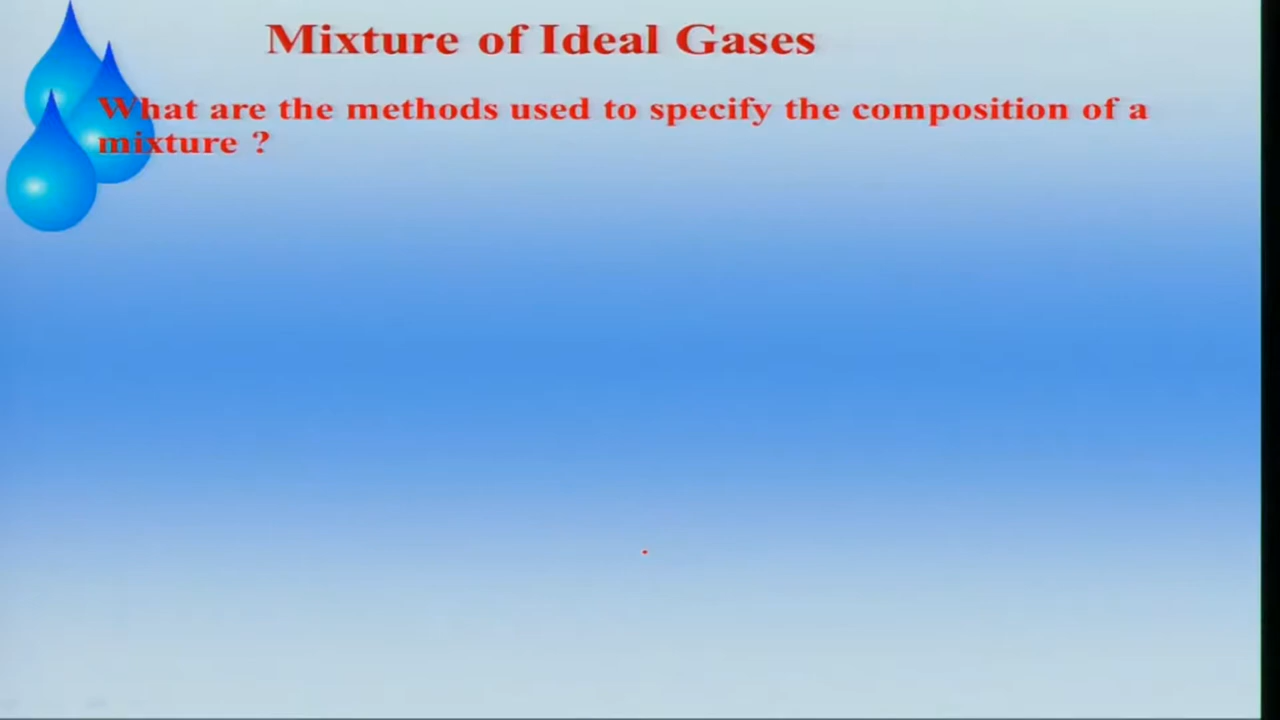 Mixture of Ideal Gases
What are the methods used to specify the composition of a
mixture ?